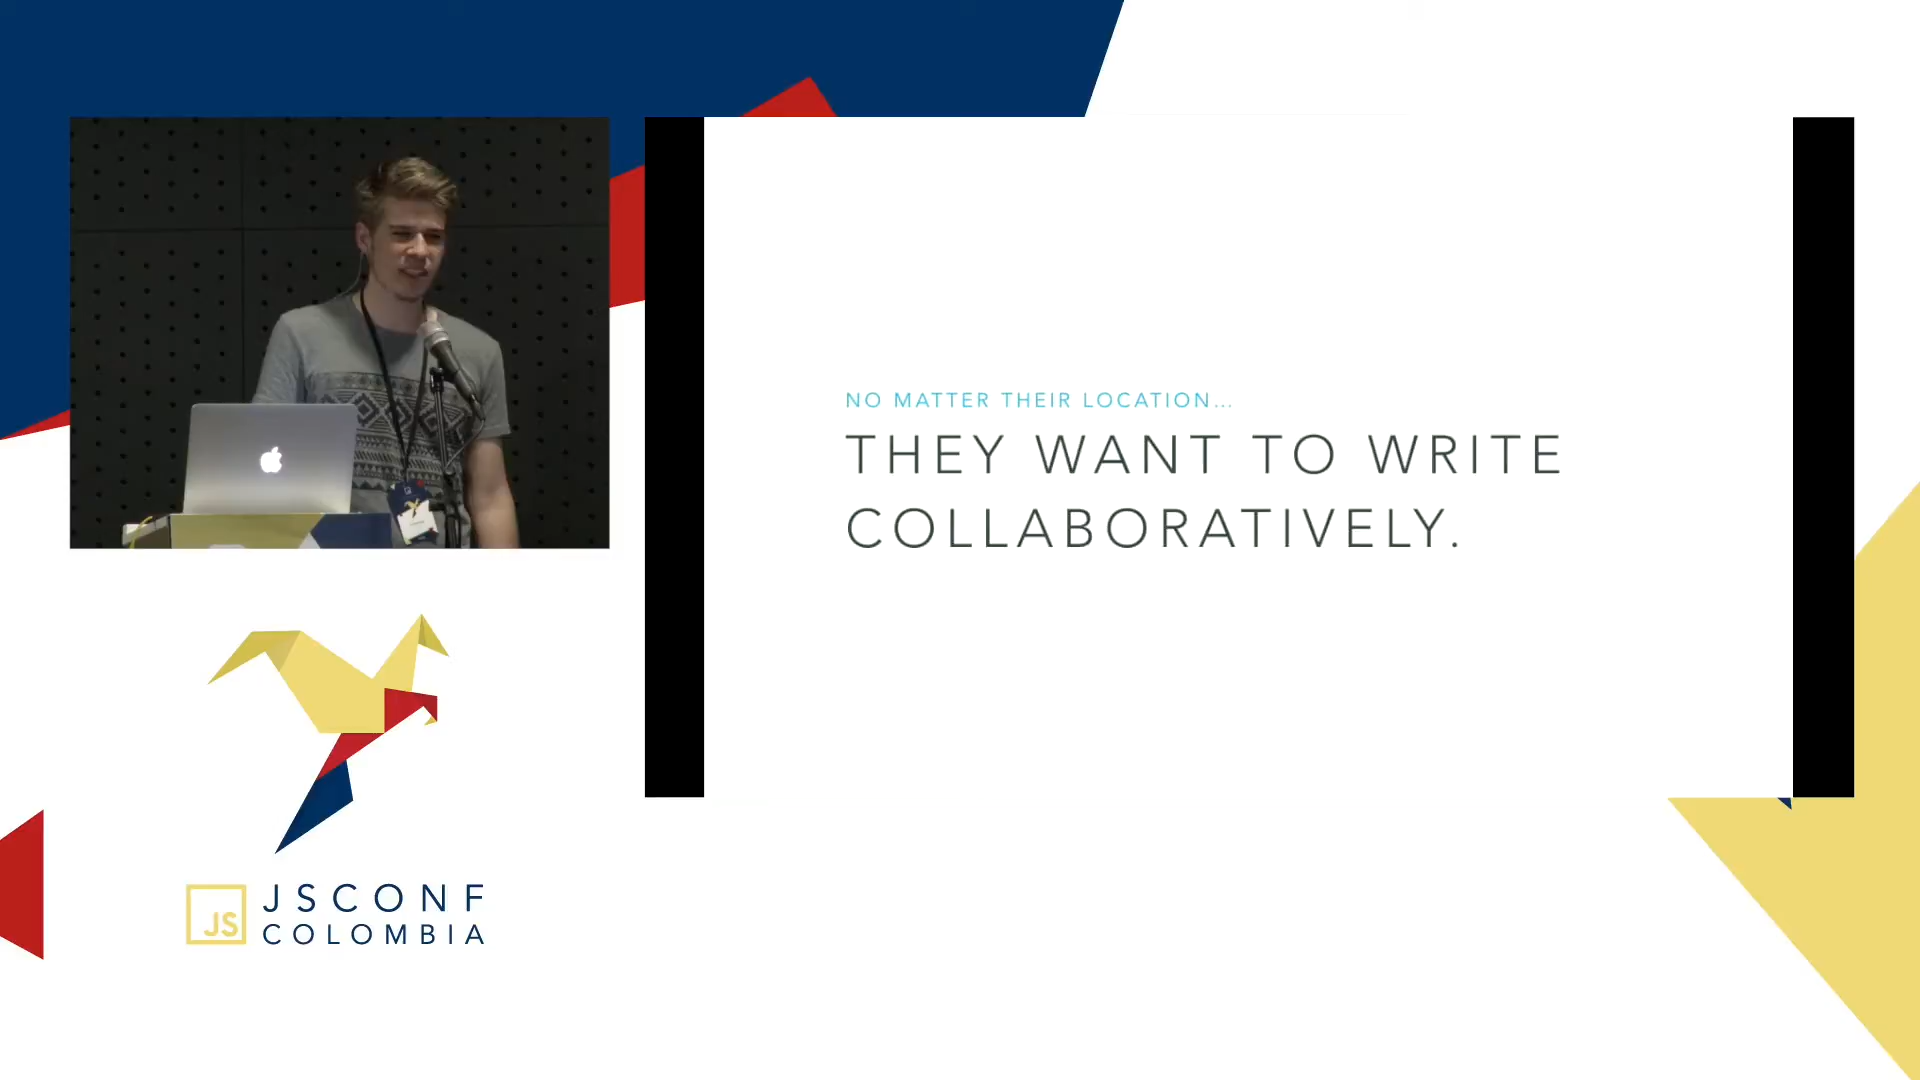 NO MATTER THEIR LOCATION...
THEY WANT TO WRITE
COLLABORATIVELY.
JS
JSCONF
COLOMBIA